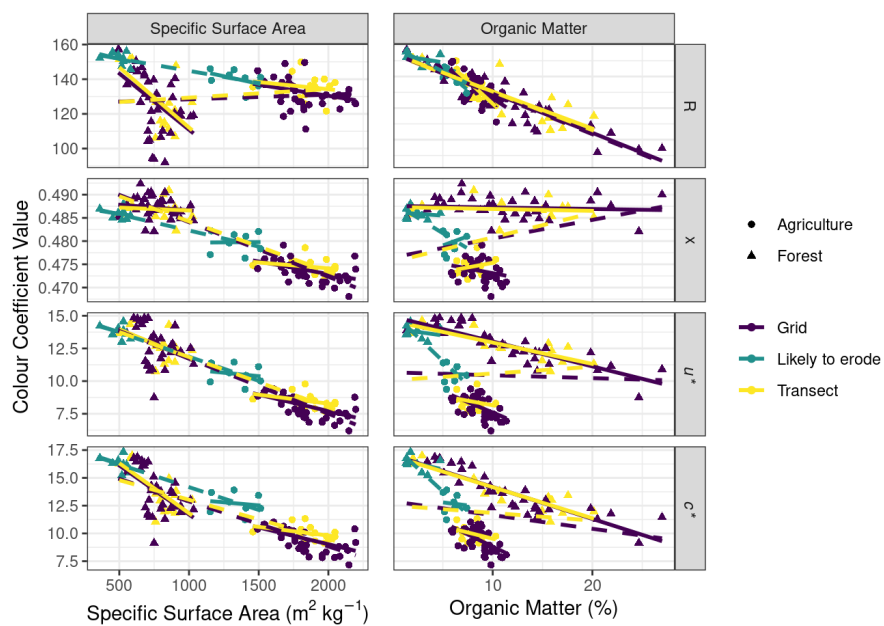 Specific Surface Area
Organic Matter
160
140
120
100
R
0.490
0.485
0.480
0.475
0.470
x
15.0
12.5
10.0
7.5
u*
17.5
15.0
12.5
10.0
7.5
c*
Colour Coefficient Value
500
1000
1500
2000
10
20
Specific Surface Area (m² kg⁻¹)
Organic Matter (%)
Agriculture
Forest
Grid
Likely to erode
Transect